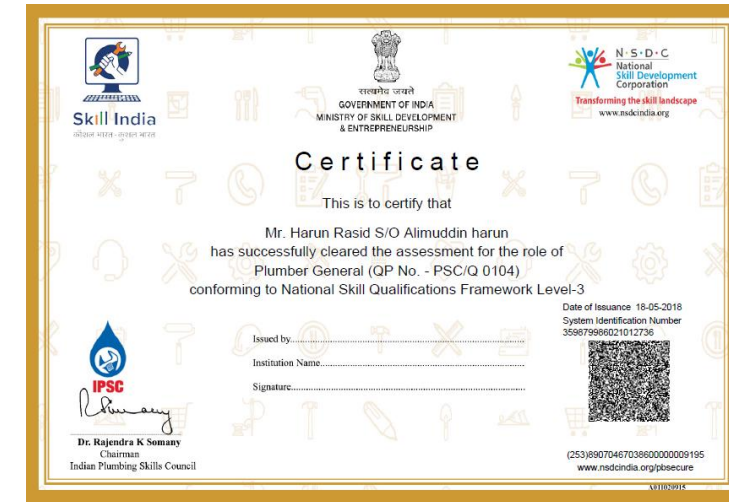 Skill India
कौशल भारत - कुशल भारत
सत्यमेव जयते
GOVERNMENT OF INDIA
MINISTRY OF SKILL DEVELOPMENT
& ENTREPRENEURSHIP
N·S·D·C
National
Skill Development
Corporation
Transforming the skill landscape
www.nsdcindia.org
Certificate
This is to certify that
Mr. Harun Rasid S/O Alimuddin harun
has successfully cleared the assessment for the role of
Plumber General (QP No. - PSC/Q 0104)
conforming to National Skill Qualifications Framework Level-3
Date of Issuance 18-05-2018
System Identification Number
359879986021012736
Issued by
Institution Name
Signature
IPSC
Dr. Rajendra K Somany
Chairman
Indian Plumbing Skills Council
(253)89070467038600000009195
www.nsdcindia.org/pbsecure
A011020915